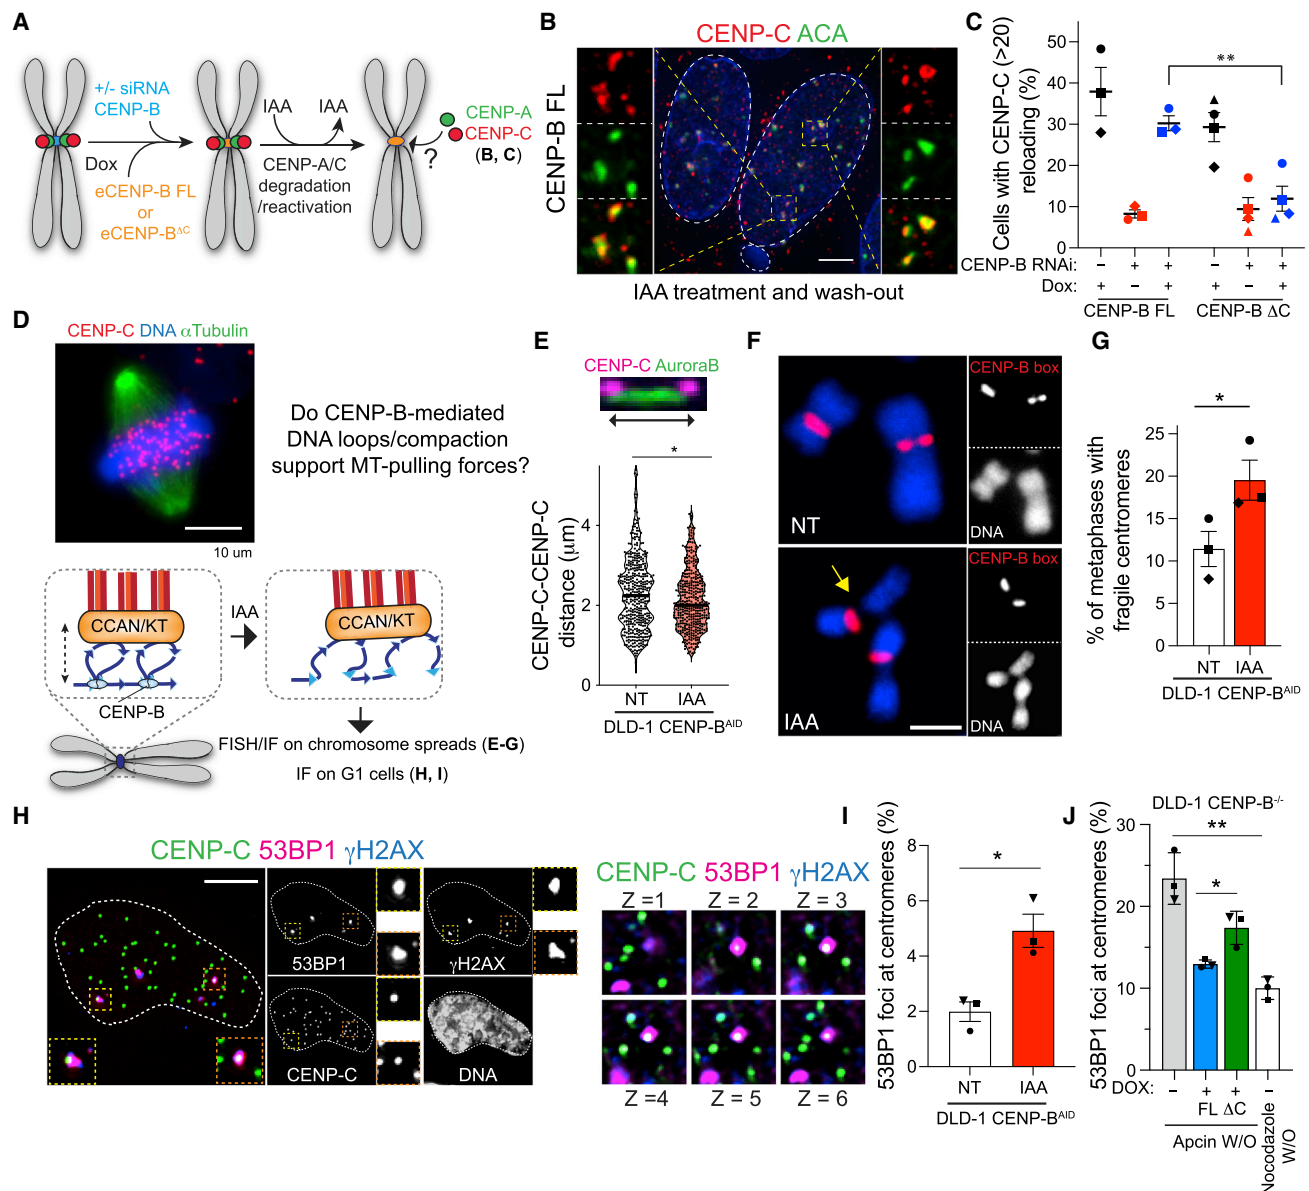 A
+/- siRNA
CENP-B
Dox
eCENP-B FL
or
eCENP-BΔC
IAA
IAA
CENP-A/C
degradation
/reactivation
?
CENP-A
CENP-C
(B, C)
B
CENP-C ACA
CENP-B FL
IAA treatment and wash-out
C
Cells with CENP-C (>20)
reloading (%)
50
40
30
20
10
0
**
CENP-B RNAi: – + + – + +
Dox: + – + + – +
CENP-B FL
CENP-B ΔC
D
CENP-C DNA αTubulin
10 um
Do CENP-B-mediated
DNA loops/compaction
support MT-pulling forces?
CCAN/KT
IAA
CCAN/KT
CENP-B
FISH/IF on chromosome spreads (E-G)
IF on G1 cells (H, I)
E
CENP-C AuroraB
*
CENP-C-CENP-C
distance (μm)
4
2
0
NT IAA
DLD-1 CENP-BAID
F
CENP-B box
NT
DNA
CENP-B box
IAA
DNA
G
*
% of metaphases with
fragile centromeres
25
20
15
10
5
0
NT IAA
DLD-1 CENP-BAID
H
CENP-C 53BP1 γH2AX
53BP1
γH2AX
CENP-C
DNA
CENP-C 53BP1 γH2AX
Z =1 Z = 2 Z = 3
Z =4 Z = 5 Z = 6
I
53BP1 foci at centromeres (%)
8
6
4
2
0
*
NT IAA
DLD-1 CENP-BAID
J
DLD-1 CENP-B-/-
53BP1 foci at centromeres (%)
30
20
10
0
**
*
DOX: – + + –
FL ΔC
Apcin W/O
Nocodazole
W/O